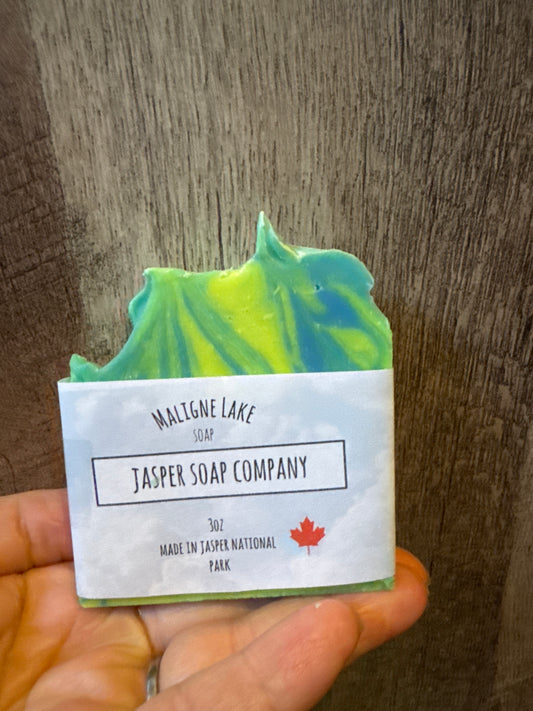 MALIGNE LAKE
SOAP
JASPER SOAP COMPANY
3OZ
MADE IN JASPER NATIONAL
PARK